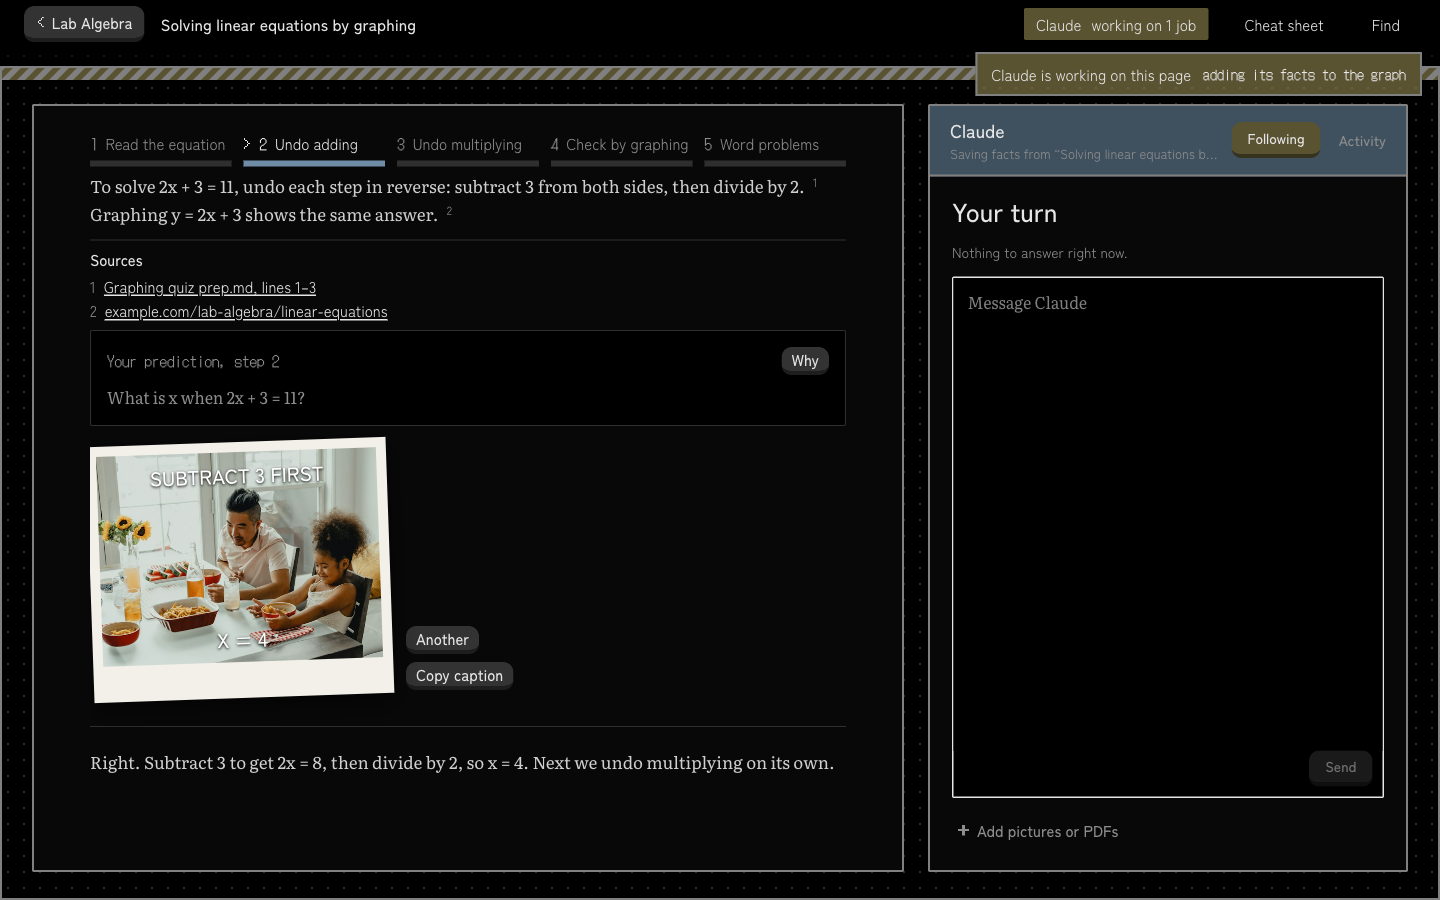 Lab Algebra
Solving linear equations by graphing
Claude working on 1 job
Cheat sheet
Find
Claude is working on this page adding its facts to the graph
1 Read the equation
2 Undo adding
3 Undo multiplying
4 Check by graphing
5 Word problems
To solve 2x + 3 = 11, undo each step in reverse: subtract 3 from both sides, then divide by 2. 1
Graphing y = 2x + 3 shows the same answer. 2
Sources
1 Graphing quiz prep.md, lines 1–3
2 example.com/lab-algebra/linear-equations
Your prediction, step 2
Why
What is x when 2x + 3 = 11?
SUBTRACT 3 FIRST
X = 4
Another
Copy caption
Right. Subtract 3 to get 2x = 8, then divide by 2, so x = 4. Next we undo multiplying on its own.
Claude
Saving facts from “Solving linear equations b…
Following
Activity
Your turn
Nothing to answer right now.
Message Claude
Send
+ Add pictures or PDFs